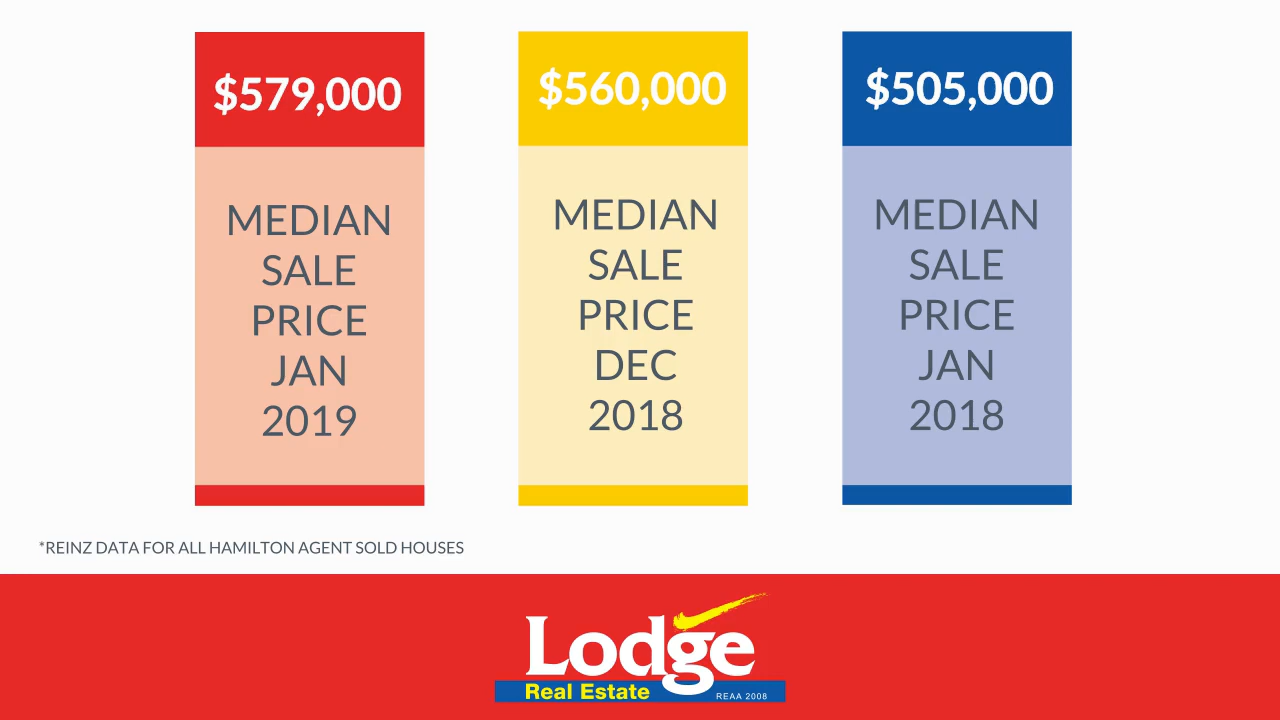 $579,000
MEDIAN
SALE
PRICE
JAN
2019
$560,000
MEDIAN
SALE
PRICE
DEC
2018
$505,000
MEDIAN
SALE
PRICE
JAN
2018
*REINZ DATA FOR ALL HAMILTON AGENT SOLD HOUSES
Lodge
Real Estate
REAA 2008